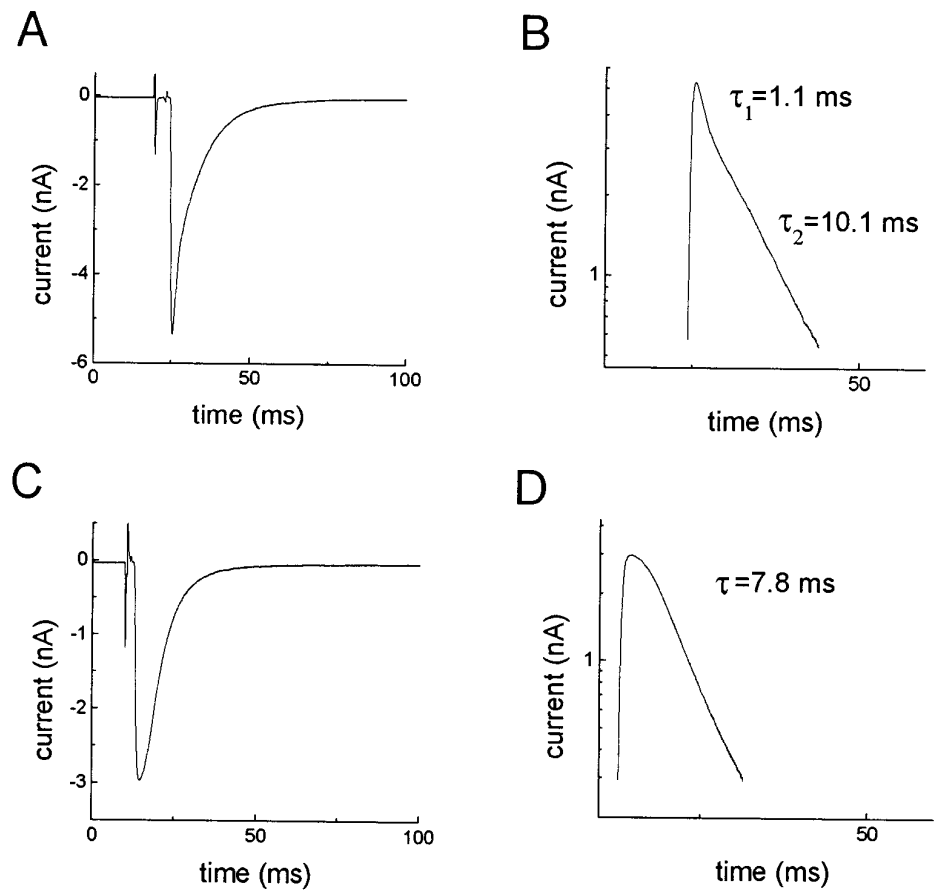 A
0
-2
-4
-6
0
50
100
current (nA)
time (ms)
B
τ1=1.1 ms
τ2=10.1 ms
1
50
current (nA)
time (ms)
C
0
-1
-2
-3
0
50
100
current (nA)
time (ms)
D
τ=7.8 ms
1
50
current (nA)
time (ms)